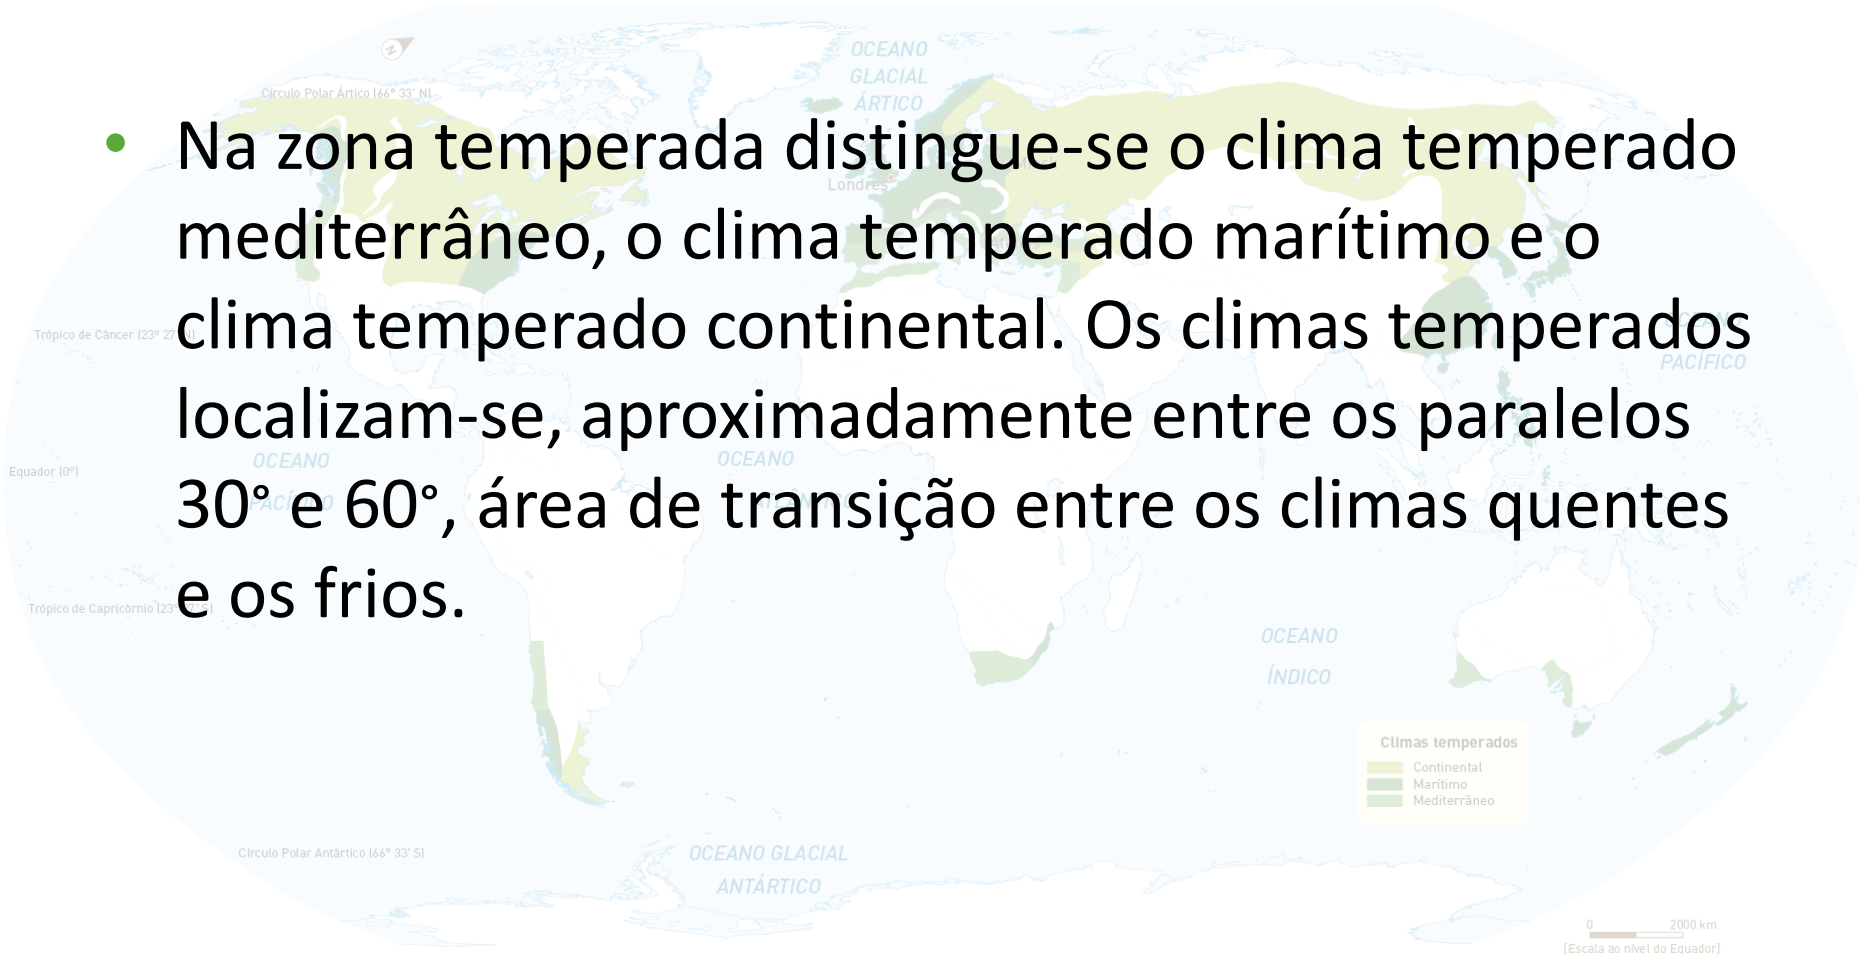 OCEANO
GLACIAL
ÁRTICO
Círculo Polar Ártico (66° 33' N)
• Na zona temperada distingue-se o clima temperado
Londres
mediterrâneo, o clima temperado marítimo e o
clima temperado continental. Os climas temperados
Trópico de Câncer (23° 27' N)
PACÍFICO
localizam-se, aproximadamente entre os paralelos
Equador (0°)
OCEANO
PACÍFICO
OCEANO
ATLÂNTICO
30° e 60°, área de transição entre os climas quentes
e os frios.
Trópico de Capricórnio (23° 27' S)
OCEANO
ÍNDICO
Climas temperados
Continental
Marítimo
Mediterrâneo
Círculo Polar Antártico (66° 33' S)
OCEANO GLACIAL
ANTÁRTICO
0 2000 km
[Escala ao nível do Equador]